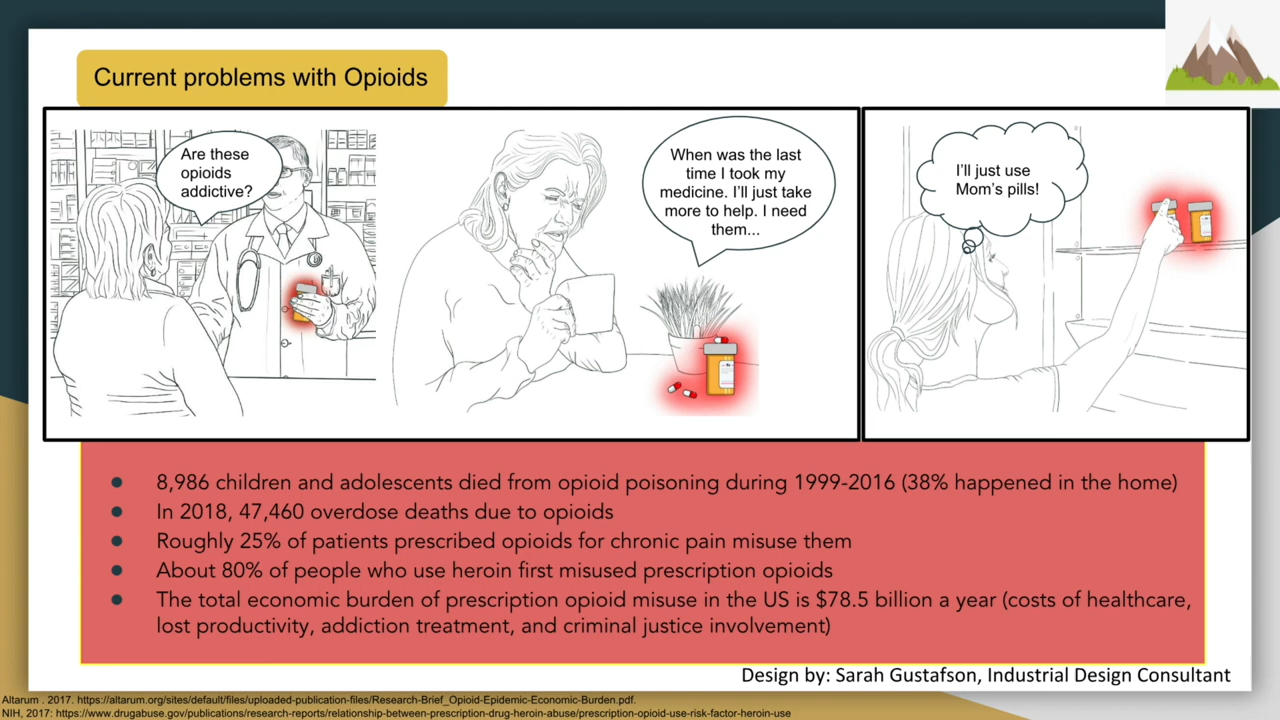 Current problems with Opioids
Are these
opioids
addictive?
When was the last
time I took my
medicine. I'll just take
more to help. I need
them...
I'll just use
Mom's pills!
8,986 children and adolescents died from opioid poisoning during 1999-2016 (38% happened in the home)
In 2018, 47,460 overdose deaths due to opioids
Roughly 25% of patients prescribed opioids for chronic pain misuse them
About 80% of people who use heroin first misused prescription opioids
The total economic burden of prescription opioid misuse in the US is $78.5 billion a year (costs of healthcare,
lost productivity, addiction treatment, and criminal justice involvement)
Design by: Sarah Gustafson, Industrial Design Consultant
Altarum . 2017. https://altarum.org/sites/default/files/uploaded-publication-files/Research-Brief_Opioid-Epidemic-Economic-Burden.pdf.
NIH, 2017: https://www.drugabuse.gov/publications/research-reports/relationship-between-prescription-drug-heroin-abuse/prescription-opioid-use-risk-factor-heroin-use